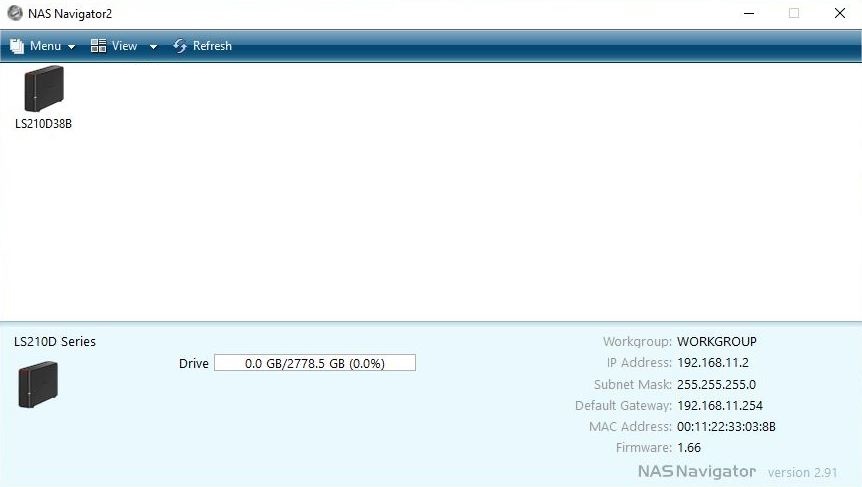 NAS Navigator2
Menu View Refresh
LS210D38B
LS210D Series
Drive 0.0 GB/2778.5 GB (0.0%)
Workgroup: WORKGROUP
IP Address: 192.168.11.2
Subnet Mask: 255.255.255.0
Default Gateway: 192.168.11.254
MAC Address: 00:11:22:33:03:8B
Firmware: 1.66
NAS Navigator version 2.91